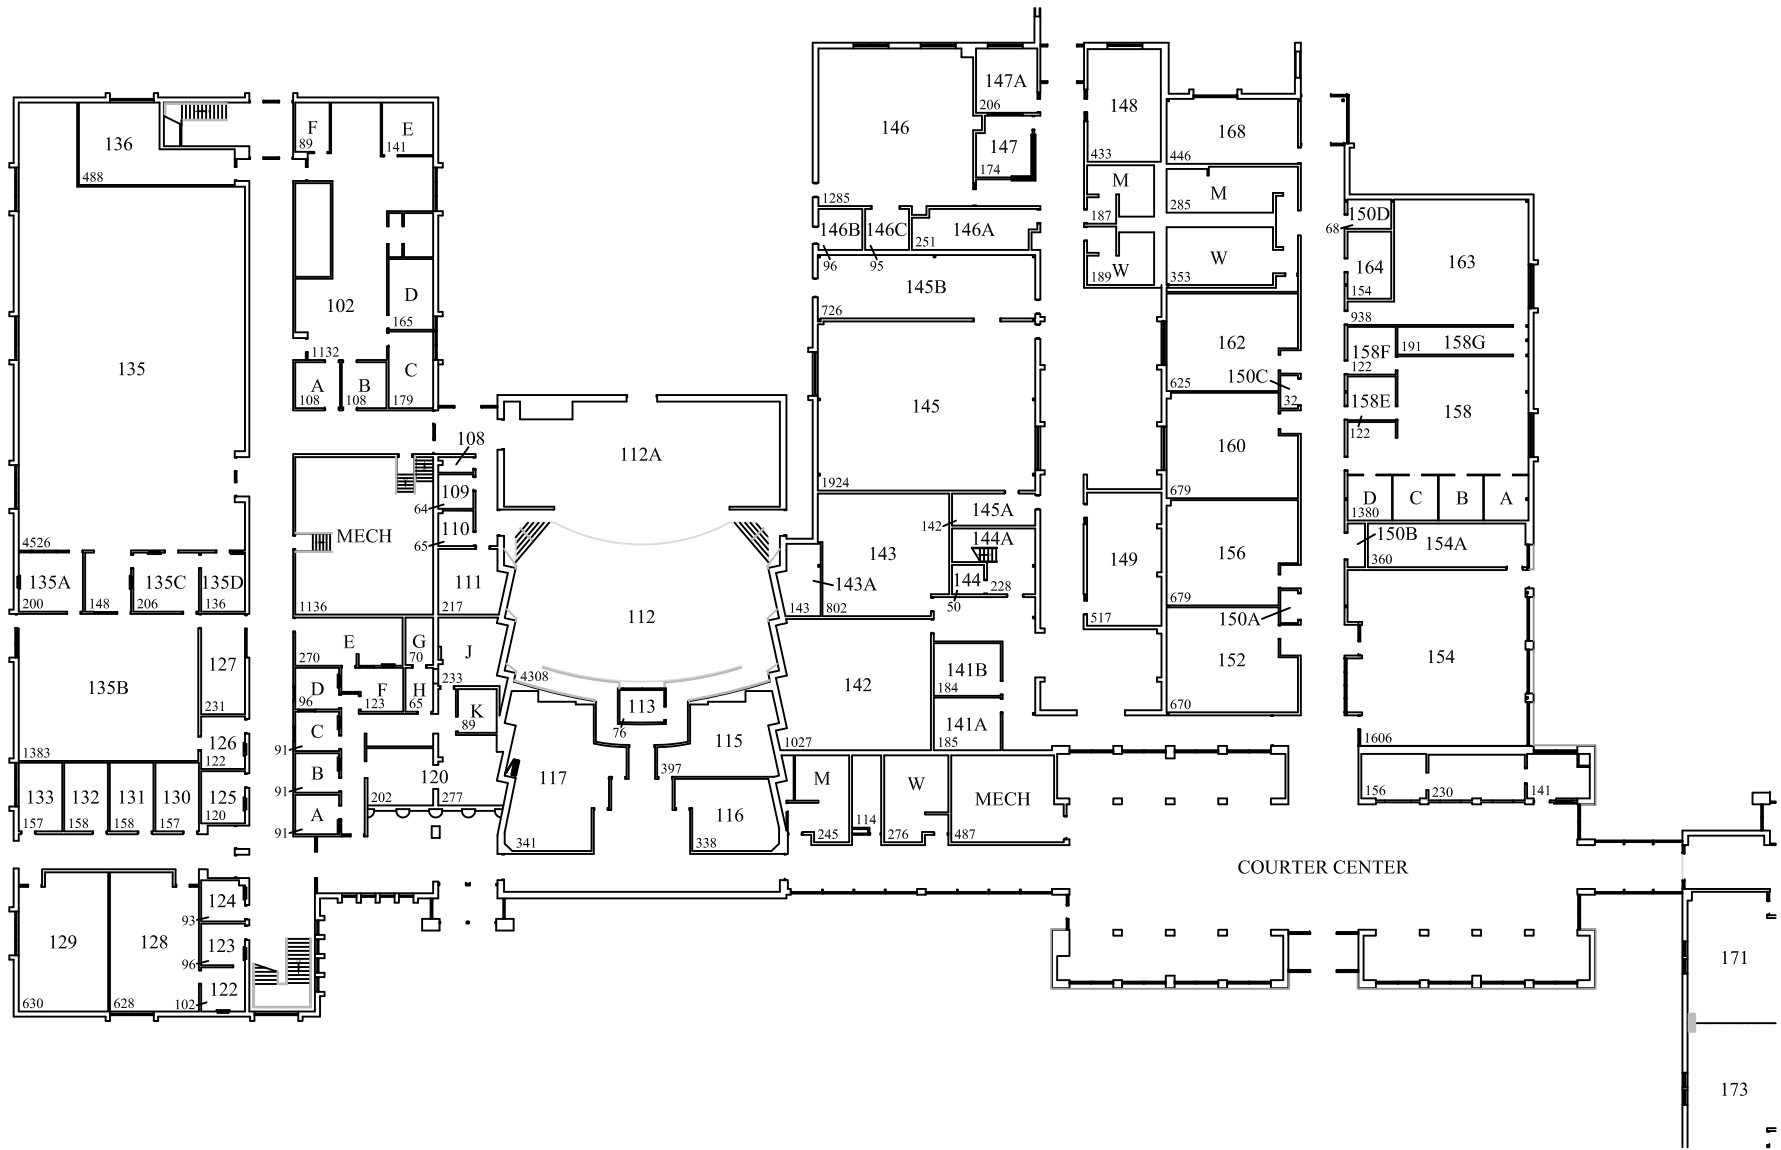 147A
206
148
433
168
446
146
1285
147
174
F
89
E
141
136
488
M
187
M
285
146B
96
146C
95
146A
251
W
189
W
353
150D
68
164
154
163
938
145B
726
D
165
102
1132
135
4526
A
108
B
108
C
179
162
625
150C
32
158F
122
191
158G
158E
122
158
145
1924
160
679
108
112A
109
64
110
65
MECH
1136
111
217
D
1380
C
B
A
145A
142
144A
228
144
50
143
802
143A
143
149
517
156
679
150B
154A
360
135A
200
148
135C
206
135D
136
112
4308
150A
152
670
154
1606
E
270
G
70
J
233
127
231
135B
1383
D
96
F
123
H
65
K
89
113
76
142
1027
141B
184
141A
185
C
91
B
91
A
91
126
122
125
120
120
202
277
117
341
115
397
116
338
M
245
114
W
276
MECH
487
156
230
141
133
157
132
158
131
158
130
157
COURTER CENTER
124
93
123
96
122
102
129
630
128
628
171
173